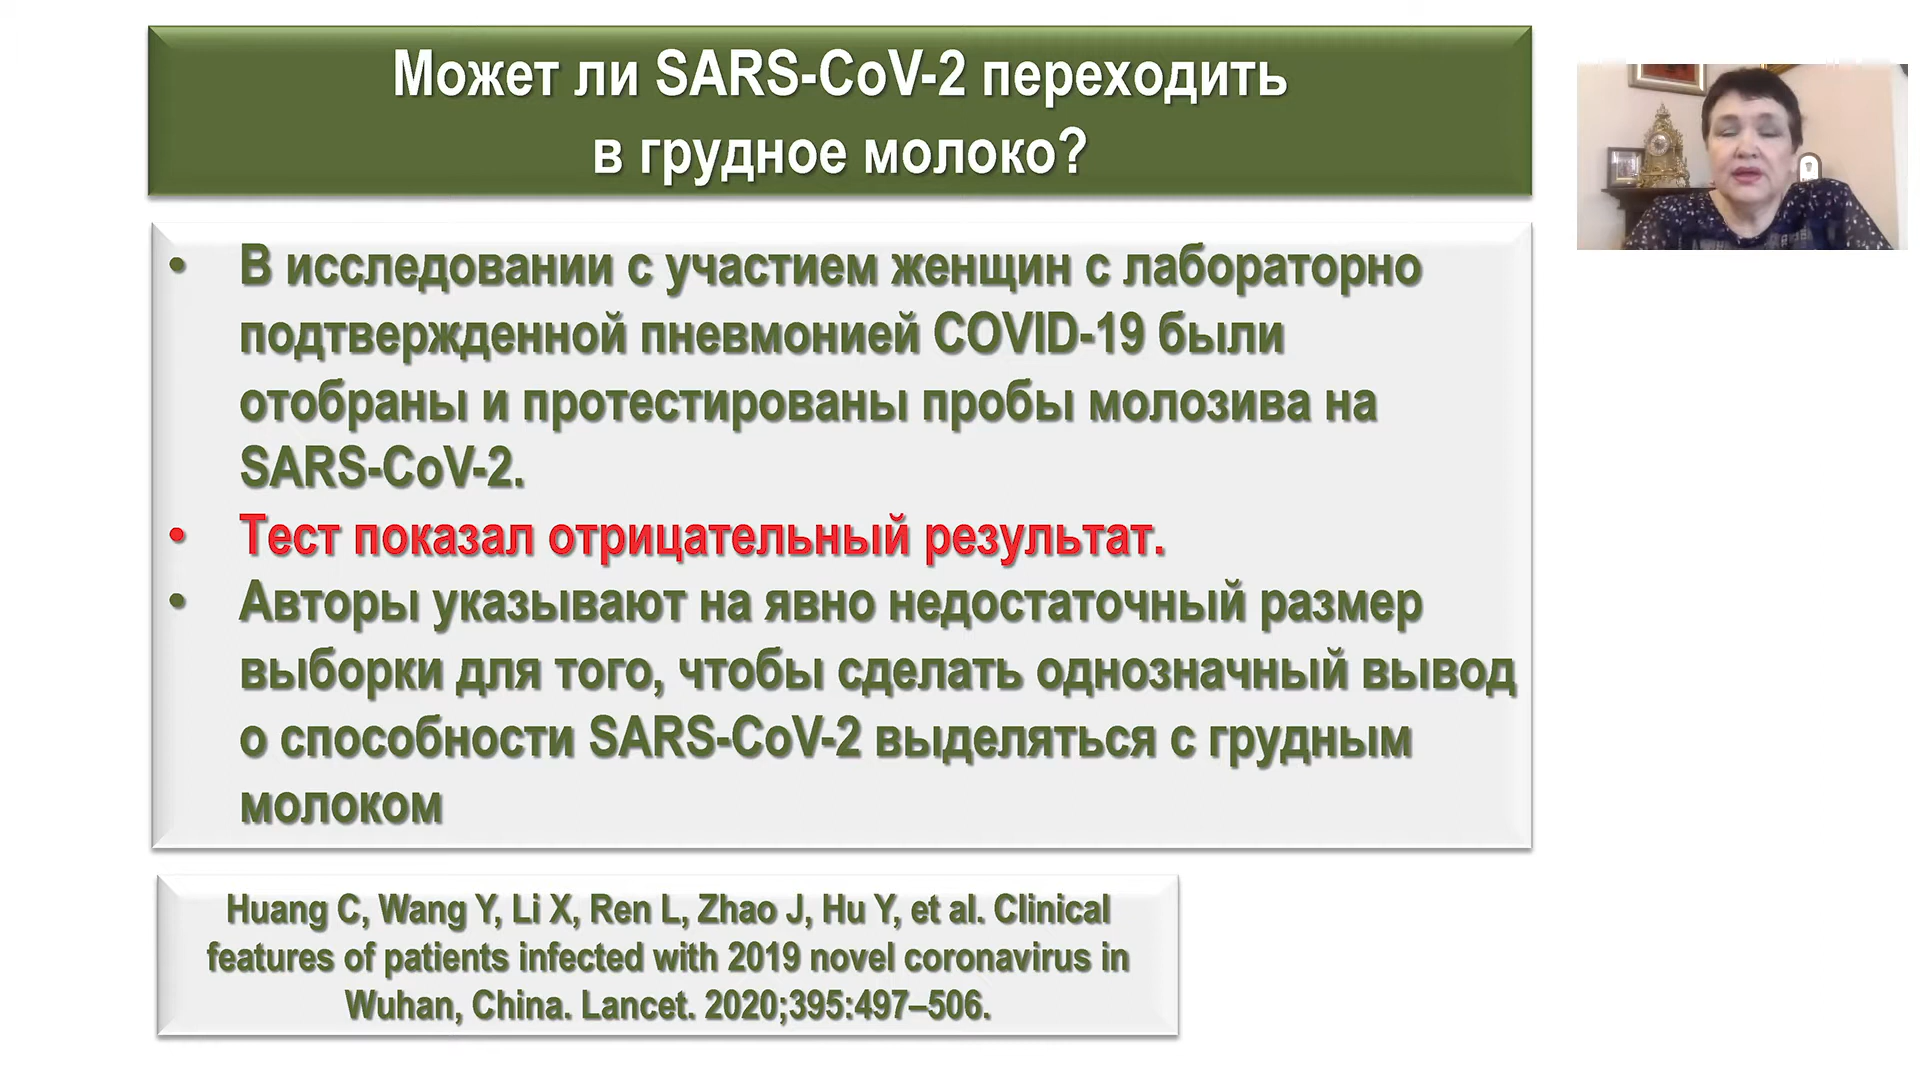 Может ли SARS-CoV-2 переходить
в грудное молоко?
• В исследовании с участием женщин с лабораторно
подтвержденной пневмонией COVID-19 были
отобраны и протестированы пробы молозива на
SARS-CoV-2.
• Тест показал отрицательный результат.
• Авторы указывают на явно недостаточный размер
выборки для того, чтобы сделать однозначный вывод
о способности SARS-CoV-2 выделяться с грудным
молоком
Huang C, Wang Y, Li X, Ren L, Zhao J, Hu Y, et al. Clinical
features of patients infected with 2019 novel coronavirus in
Wuhan, China. Lancet. 2020;395:497–506.